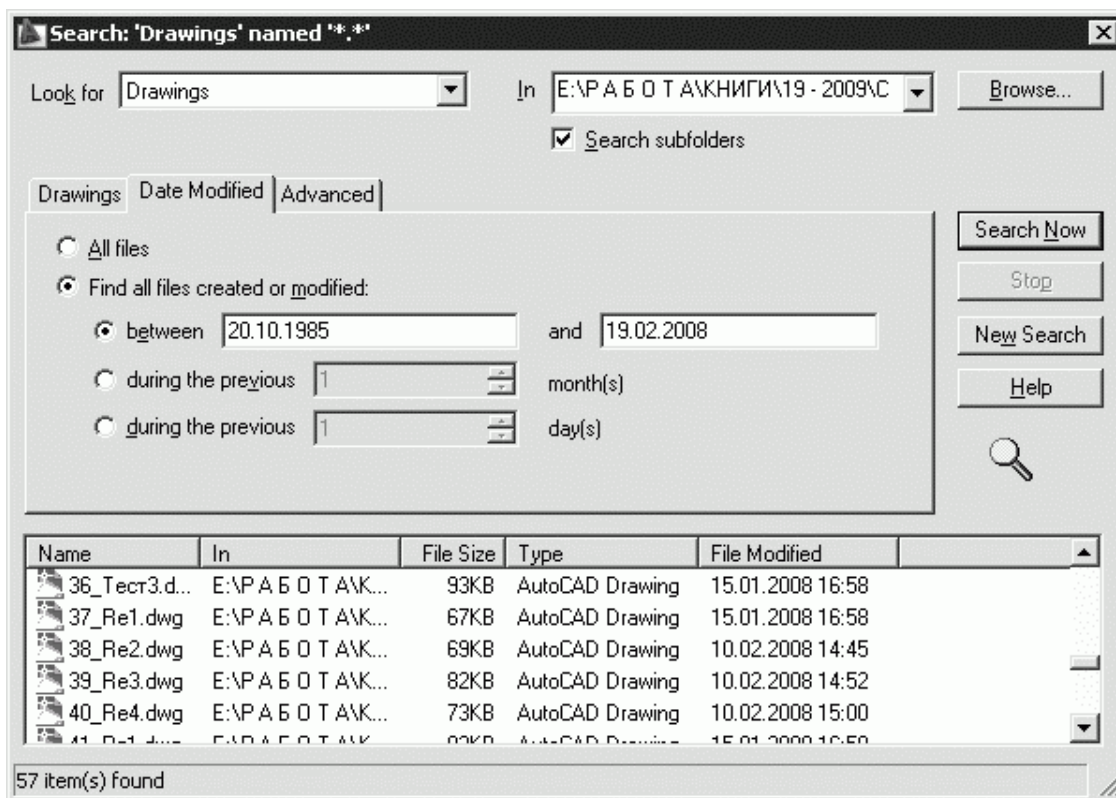 Search: 'Drawings' named '*.*'
Look for Drawings In E:\Р А Б О Т А\КНИГИ\19 - 2009\C Browse...
Search subfolders
Drawings Date Modified Advanced
All files
Find all files created or modified:
between 20.10.1985 and 19.02.2008
during the previous 1 month(s)
during the previous 1 day(s)
Search Now
Stop
New Search
Help
Name In File Size Type File Modified
36_Тест3.d... E:\Р А Б О Т А\К... 93KB AutoCAD Drawing 15.01.2008 16:58
37_Re1.dwg E:\Р А Б О Т А\К... 67KB AutoCAD Drawing 15.01.2008 16:58
38_Re2.dwg E:\Р А Б О Т А\К... 69KB AutoCAD Drawing 10.02.2008 14:45
39_Re3.dwg E:\Р А Б О Т А\К... 82KB AutoCAD Drawing 10.02.2008 14:52
40_Re4.dwg E:\Р А Б О Т А\К... 73KB AutoCAD Drawing 10.02.2008 15:00
AutoCAD Drawing
57 item(s) found